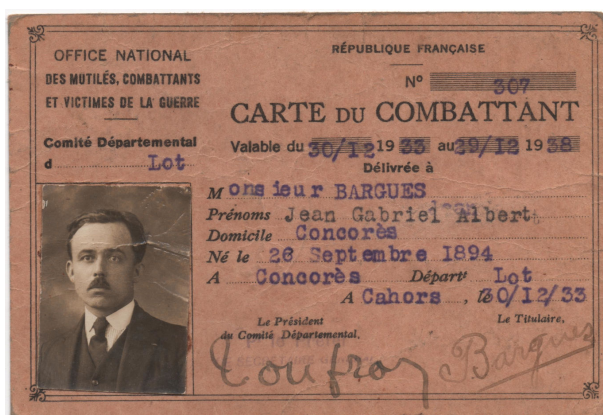 OFFICE NATIONAL
DES MUTILÉS, COMBATTANTS
ET VICTIMES DE LA GUERRE
Comité Départemental
d Lot
RÉPUBLIQUE FRANÇAISE
N° 307
CARTE DU COMBATTANT
Valable du 30/12 1933 au 29/12 1938
Délivrée à
Monsieur BARGUES
Prénoms Jean Gabriel Albert
Domicile Concorès
Né le 26 Septembre 1894
A Concorès Départt Lot
A Cahors, le 30/12/33
Le Président
du Comité Départemental,
Le Titulaire,
Bargues